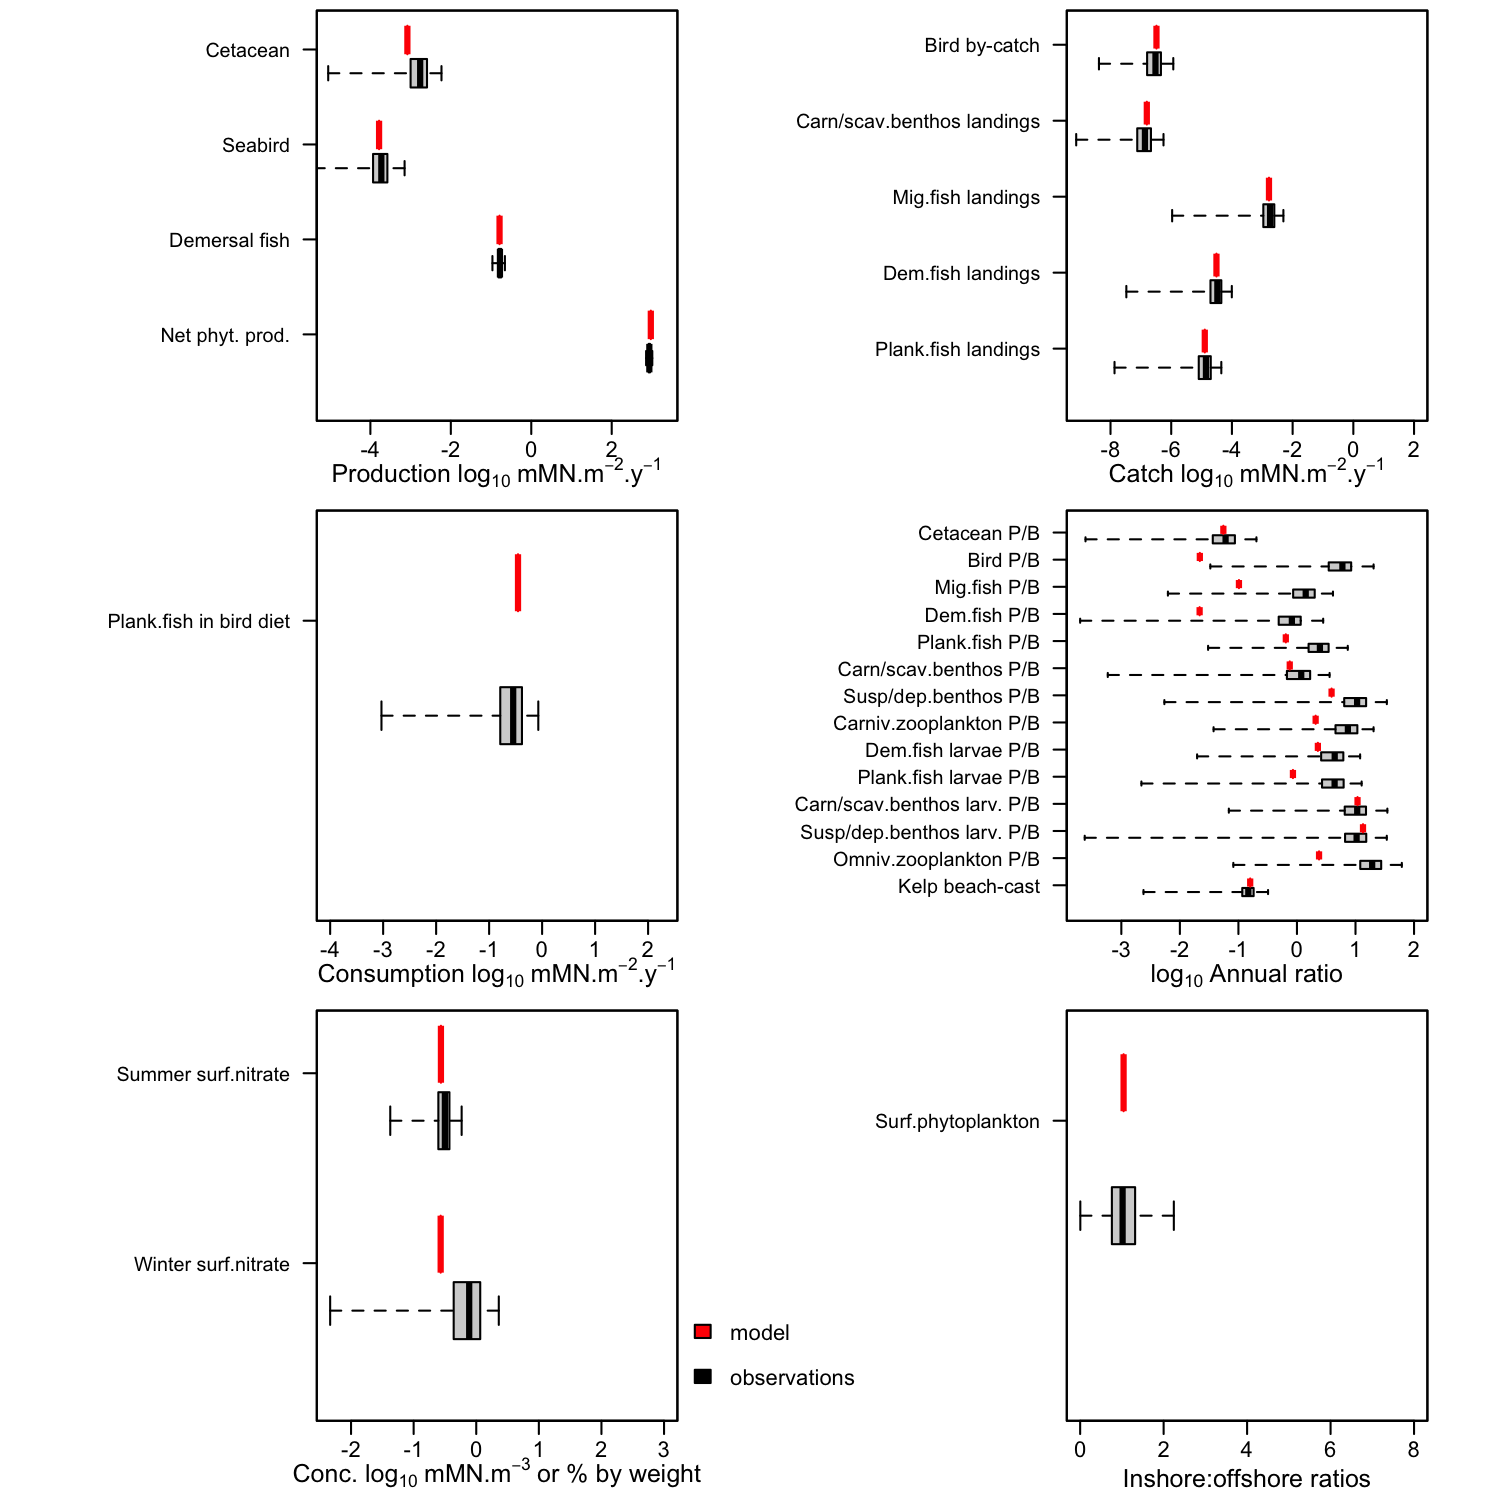 Cetacean
Seabird
Demersal fish
Net phyt. prod.
-4 -2 0 2
Production log₁₀ mMN.m⁻².y⁻¹
Bird by-catch
Carn/scav.benthos landings
Mig.fish landings
Dem.fish landings
Plank.fish landings
-8 -6 -4 -2 0 2
Catch log₁₀ mMN.m⁻².y⁻¹
Plank.fish in bird diet
-4 -3 -2 -1 0 1 2
Consumption log₁₀ mMN.m⁻².y⁻¹
Cetacean P/B
Bird P/B
Mig.fish P/B
Dem.fish P/B
Plank.fish P/B
Carn/scav.benthos P/B
Susp/dep.benthos P/B
Carniv.zooplankton P/B
Dem.fish larvae P/B
Plank.fish larvae P/B
Carn/scav.benthos larv. P/B
Susp/dep.benthos larv. P/B
Omniv.zooplankton P/B
Kelp beach-cast
-3 -2 -1 0 1 2
log₁₀ Annual ratio
Summer surf.nitrate
Winter surf.nitrate
-2 -1 0 1 2 3
Conc. log₁₀ mMN.m⁻³ or % by weight
model
observations
Surf.phytoplankton
0 2 4 6 8
Inshore:offshore ratios